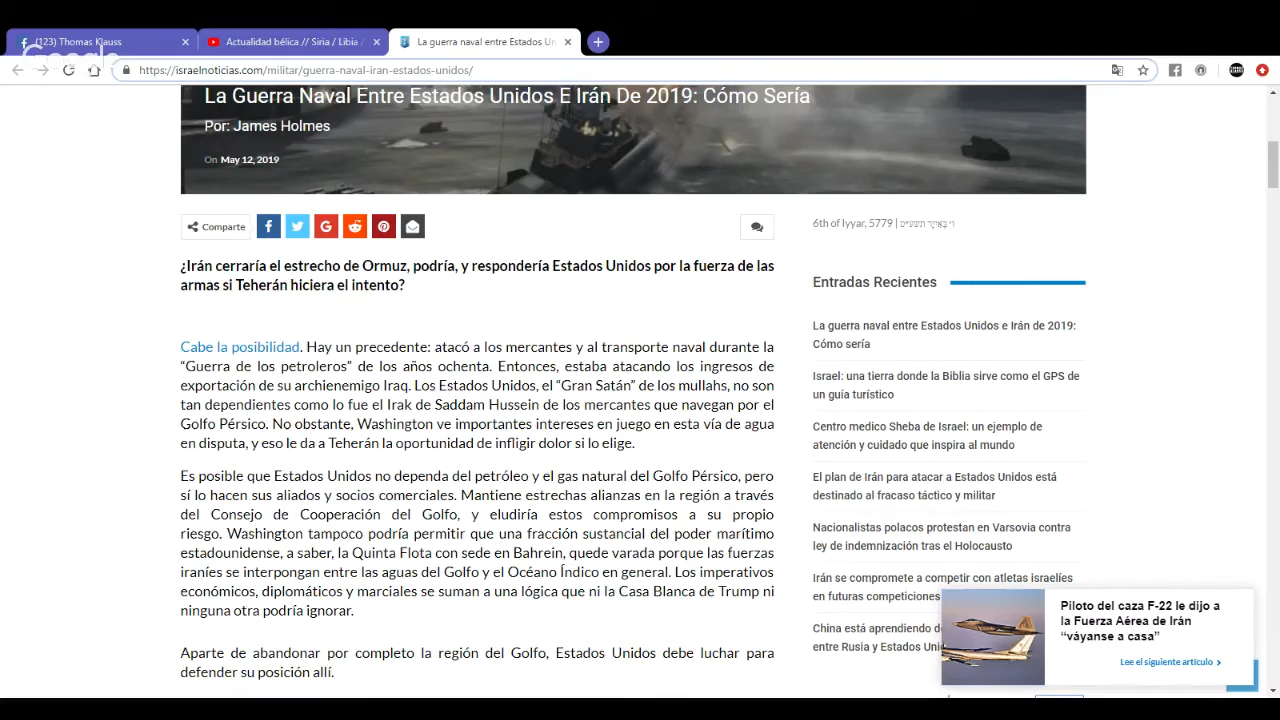 (123) Thomas Klauss
Actualidad bélica // Siria / Libia /
La guerra naval entre Estados Un
Google
https://israelnoticias.com/militar/guerra-naval-iran-estados-unidos/
La Guerra Naval Entre Estados Unidos E Irán De 2019: Cómo Sería
Por: James Holmes
On May 12, 2019
Comparte
6th of Iyyar, 5779 | ו׳ בְּאִיָּיר תשע״ט
¿Irán cerraría el estrecho de Ormuz, podría, y respondería Estados Unidos por la fuerza de las
armas si Teherán hiciera el intento?
Cabe la posibilidad. Hay un precedente: atacó a los mercantes y al transporte naval durante la
“Guerra de los petroleros” de los años ochenta. Entonces, estaba atacando los ingresos de
exportación de su archienemigo Iraq. Los Estados Unidos, el “Gran Satán” de los mullahs, no son
tan dependientes como lo fue el Irak de Saddam Hussein de los mercantes que navegan por el
Golfo Pérsico. No obstante, Washington ve importantes intereses en juego en esta vía de agua
en disputa, y eso le da a Teherán la oportunidad de infligir dolor si lo elige.
Es posible que Estados Unidos no dependa del petróleo y el gas natural del Golfo Pérsico, pero
sí lo hacen sus aliados y socios comerciales. Mantiene estrechas alianzas en la región a través
del Consejo de Cooperación del Golfo, y eludiría estos compromisos a su propio
riesgo. Washington tampoco podría permitir que una fracción sustancial del poder marítimo
estadounidense, a saber, la Quinta Flota con sede en Bahrein, quede varada porque las fuerzas
iraníes se interpongan entre las aguas del Golfo y el Océano Índico en general. Los imperativos
económicos, diplomáticos y marciales se suman a una lógica que ni la Casa Blanca de Trump ni
ninguna otra podría ignorar.
Aparte de abandonar por completo la región del Golfo, Estados Unidos debe luchar para
defender su posición allí.
Entradas Recientes
La guerra naval entre Estados Unidos e Irán de 2019:
Cómo sería
Israel: una tierra donde la Biblia sirve como el GPS de
un guía turístico
Centro medico Sheba de Israel: un ejemplo de
atención y cuidado que inspira al mundo
El plan de Irán para atacar a Estados Unidos está
destinado al fracaso táctico y militar
Nacionalistas polacos protestan en Varsovia contra
ley de indemnización tras el Holocausto
Irán se compromete a competir con atletas israelíes
en futuras competiciones
China está aprendiendo d
entre Rusia y Estados Uni
Piloto del caza F-22 le dijo a
la Fuerza Aérea de Irán
“váyanse a casa”
Lee el siguiente artículo